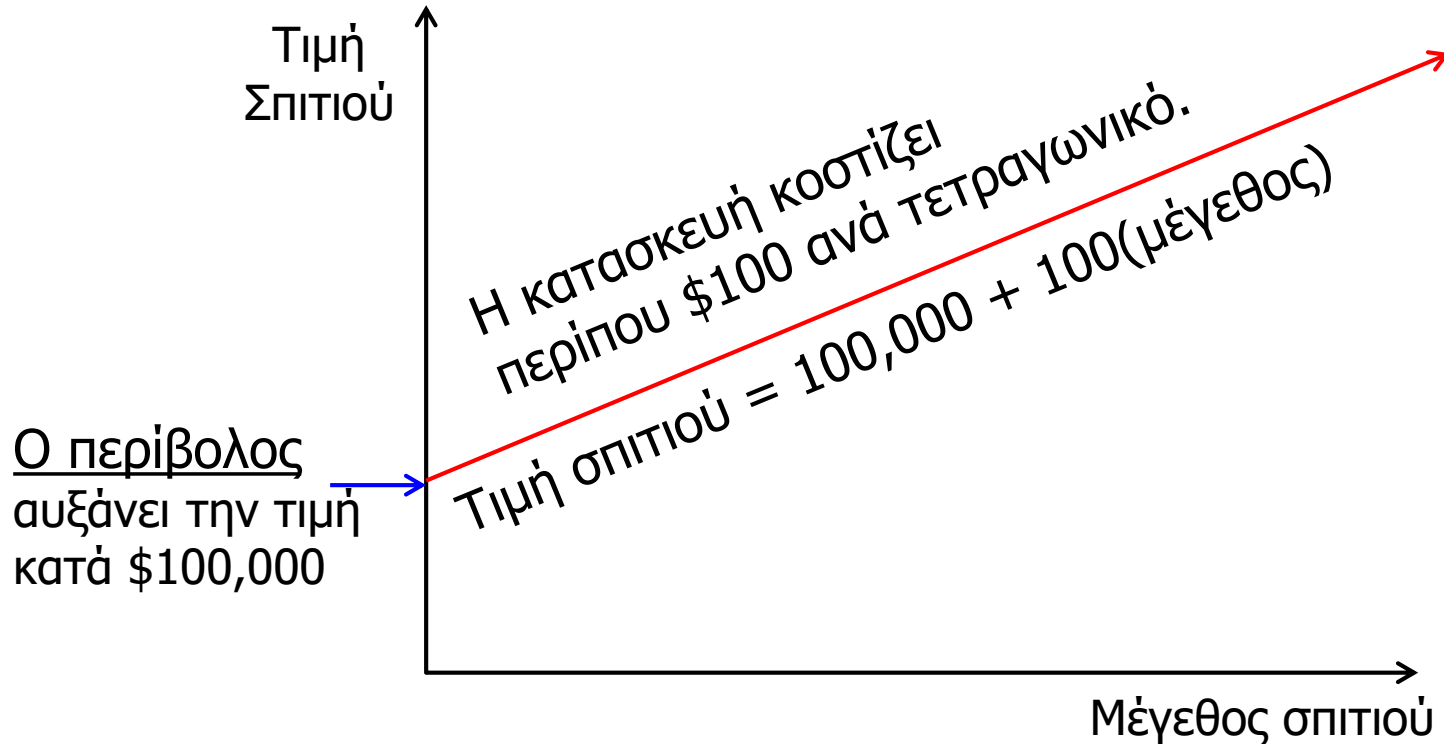 Τιμή
Σπιτιού
Η κατασκευή κοστίζει
περίπου $100 ανά τετραγωνικό.
Τιμή σπιτιού = 100,000 + 100(μέγεθος)
Ο περίβολος
αυξάνει την τιμή
κατά $100,000
Μέγεθος σπιτιού